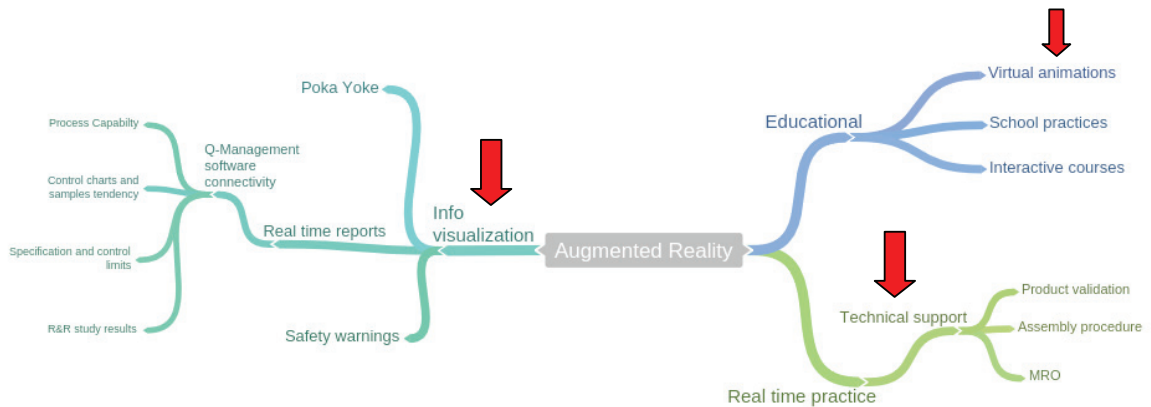 Poka Yoke
Process Capabilty
Q-Management
software
connectivity
Control charts and
samples tendency
Real time reports
Specification and control
limits
R&R study results
Safety warnings
Info
visualization
Augmented Reality
Educational
Virtual animations
School practices
Interactive courses
Technical support
Product validation
Assembly procedure
MRO
Real time practice